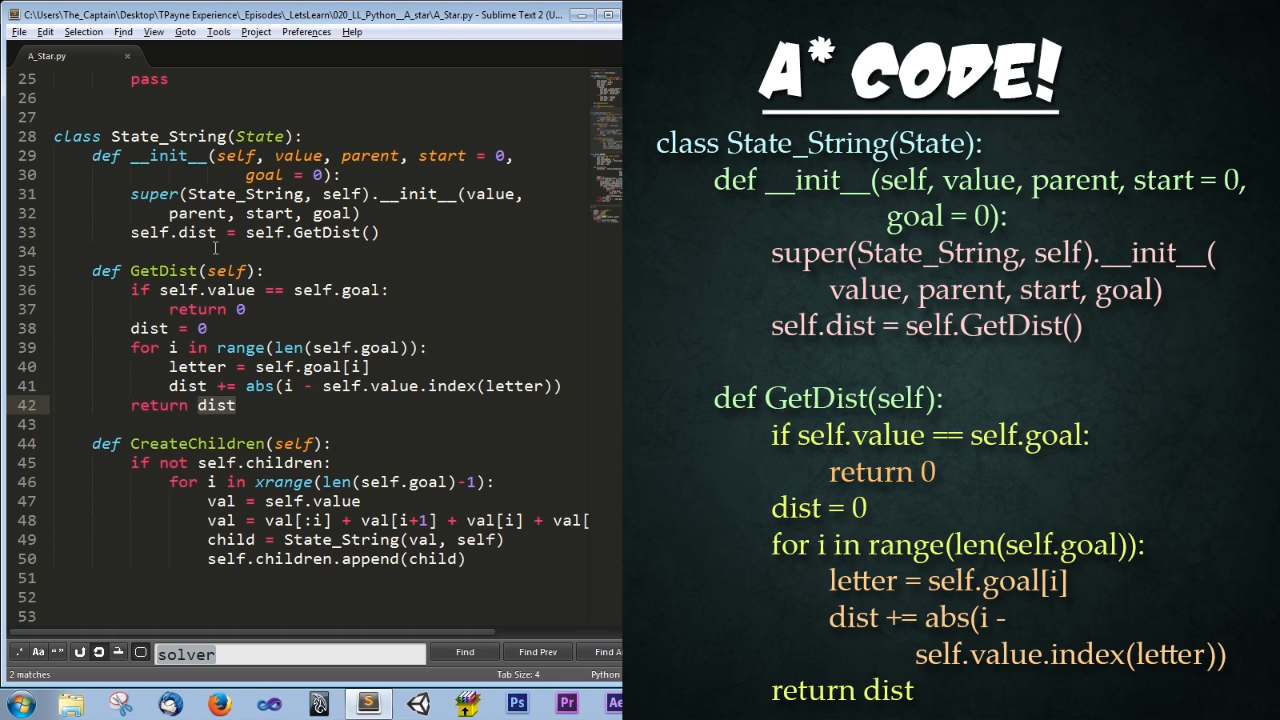 C:\Users\The_Captain\Desktop\TPayne Experience\_Episodes\_LetsLearn\020_LL_Python__A_star\A_Star.py - Sublime Text 2 (U...
File Edit Selection Find View Goto Tools Project Preferences Help
A_Star.py ×
25 pass
26
27
28 class State_String(State):
29 def __init__(self, value, parent, start = 0,
30 goal = 0):
31 super(State_String, self).__init__(value,
32 parent, start, goal)
33 self.dist = self.GetDist()
34
35 def GetDist(self):
36 if self.value == self.goal:
37 return 0
38 dist = 0
39 for i in range(len(self.goal)):
40 letter = self.goal[i]
41 dist += abs(i - self.value.index(letter))
42 return dist
43
44 def CreateChildren(self):
45 if not self.children:
46 for i in xrange(len(self.goal)-1):
47 val = self.value
48 val = val[:i] + val[i+1] + val[i] + val[
49 child = State_String(val, self)
50 self.children.append(child)
51
52
53
.* Aa “” solver Find Find Prev Find A
2 matches Tab Size: 4 Python
Ps Pr Ae
A* CODE!
class State_String(State):
def __init__(self, value, parent, start = 0,
goal = 0):
super(State_String, self).__init__(
value, parent, start, goal)
self.dist = self.GetDist()
def GetDist(self):
if self.value == self.goal:
return 0
dist = 0
for i in range(len(self.goal)):
letter = self.goal[i]
dist += abs(i -
self.value.index(letter))
return dist